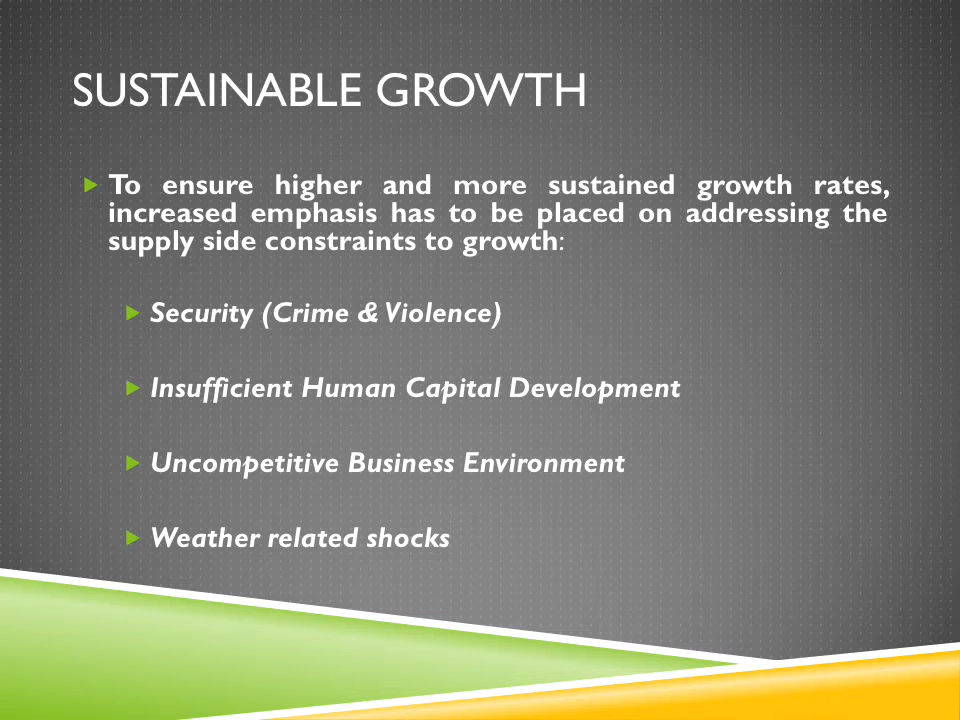 SUSTAINABLE GROWTH
To ensure higher and more sustained growth rates,
increased emphasis has to be placed on addressing the
supply side constraints to growth:
Security (Crime & Violence)
Insufficient Human Capital Development
Uncompetitive Business Environment
Weather related shocks